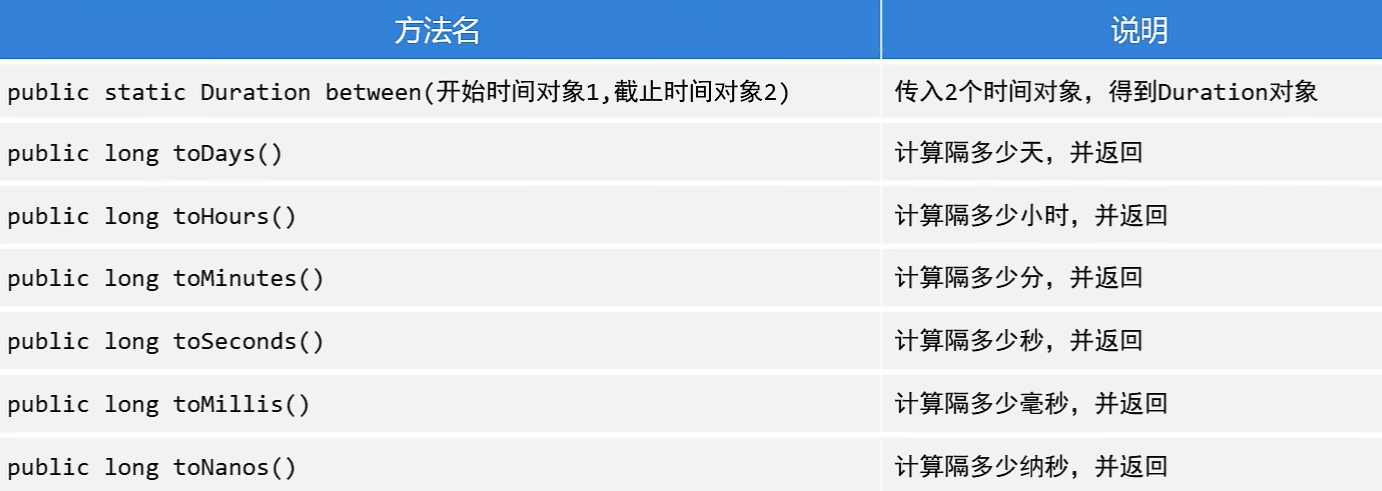 方法名 说明
public static Duration between(开始时间对象1,截止时间对象2) 传入2个时间对象，得到Duration对象
public long toDays() 计算隔多少天，并返回
public long toHours() 计算隔多少小时，并返回
public long toMinutes() 计算隔多少分，并返回
public long toSeconds() 计算隔多少秒，并返回
public long toMillis() 计算隔多少毫秒，并返回
public long toNanos() 计算隔多少纳秒，并返回